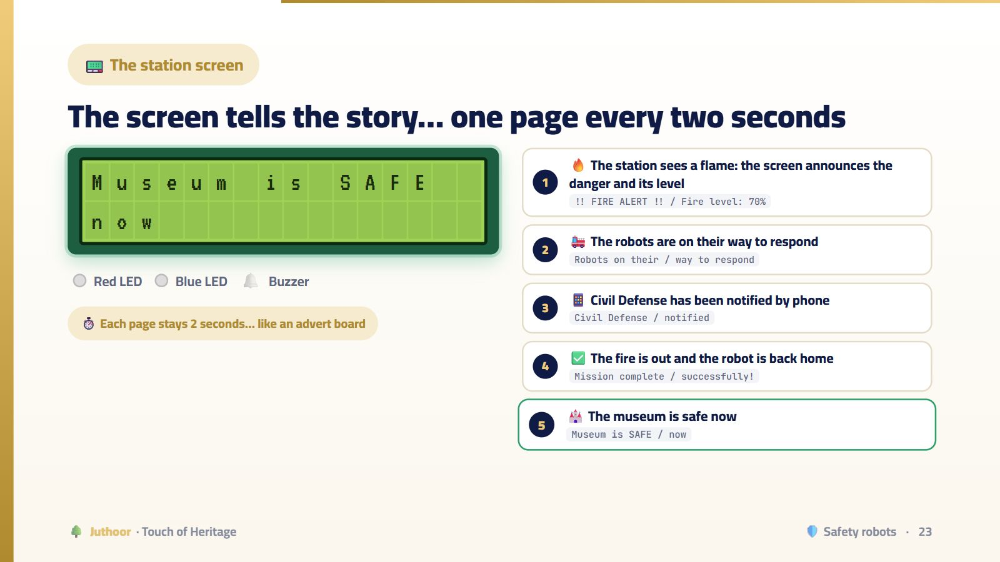 The station screen
The screen tells the story... one page every two seconds
Museum is SAFE
now
Red LED Blue LED Buzzer
Each page stays 2 seconds... like an advert board
1
The station sees a flame: the screen announces the
danger and its level
!! FIRE ALERT !! / Fire level: 70%
2
The robots are on their way to respond
Robots on their / way to respond
3
Civil Defense has been notified by phone
Civil Defense / notified
4
The fire is out and the robot is back home
Mission complete / successfully!
5
The museum is safe now
Museum is SAFE / now
Juthoor · Touch of Heritage
Safety robots · 23